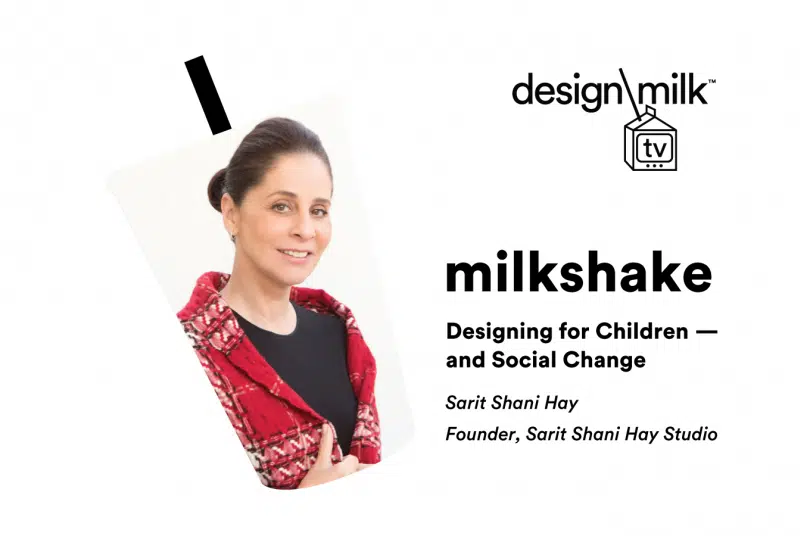 design milk™
tv
milkshake
Designing for Children —
and Social Change
Sarit Shani Hay
Founder, Sarit Shani Hay Studio